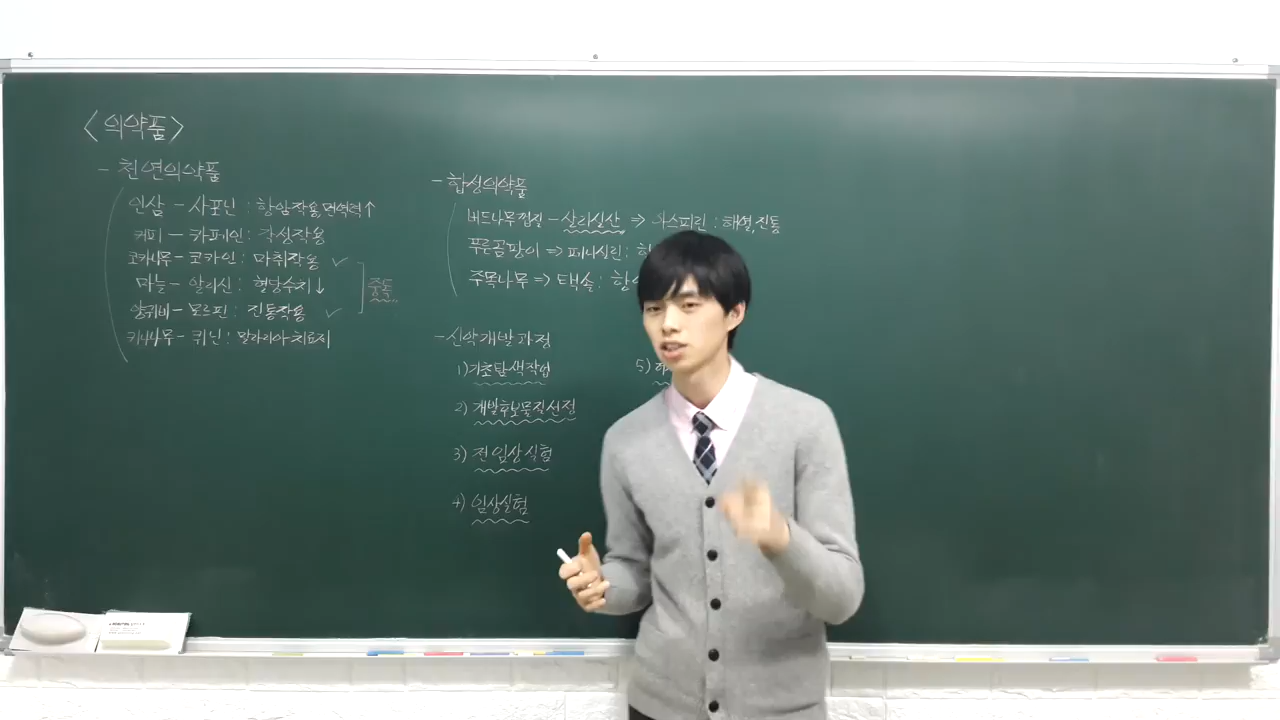 <의약품>
- 천연의약품
인삼 - 사포닌 : 항암작용, 면역력↑
커피 - 카페인 : 각성작용
코카나무 - 코카인 : 마취작용 ✓
마늘 - 알리신 : 혈당수치↓
양귀비 - 모르핀 : 진통작용 ✓
키나나무 - 퀴닌 : 말라리아 치료제
중독
- 합성의약품
버드나무껍질 - 살리실산 ⇒ 아스피린 : 해열, 진통
푸른곰팡이 ⇒ 페니실린 : 항
주목나무 ⇒ 택솔 : 항
- 신약개발과정
1) 기초탐색작업
2) 개발후보물질선정
3) 전임상실험
4) 임상실험
5)